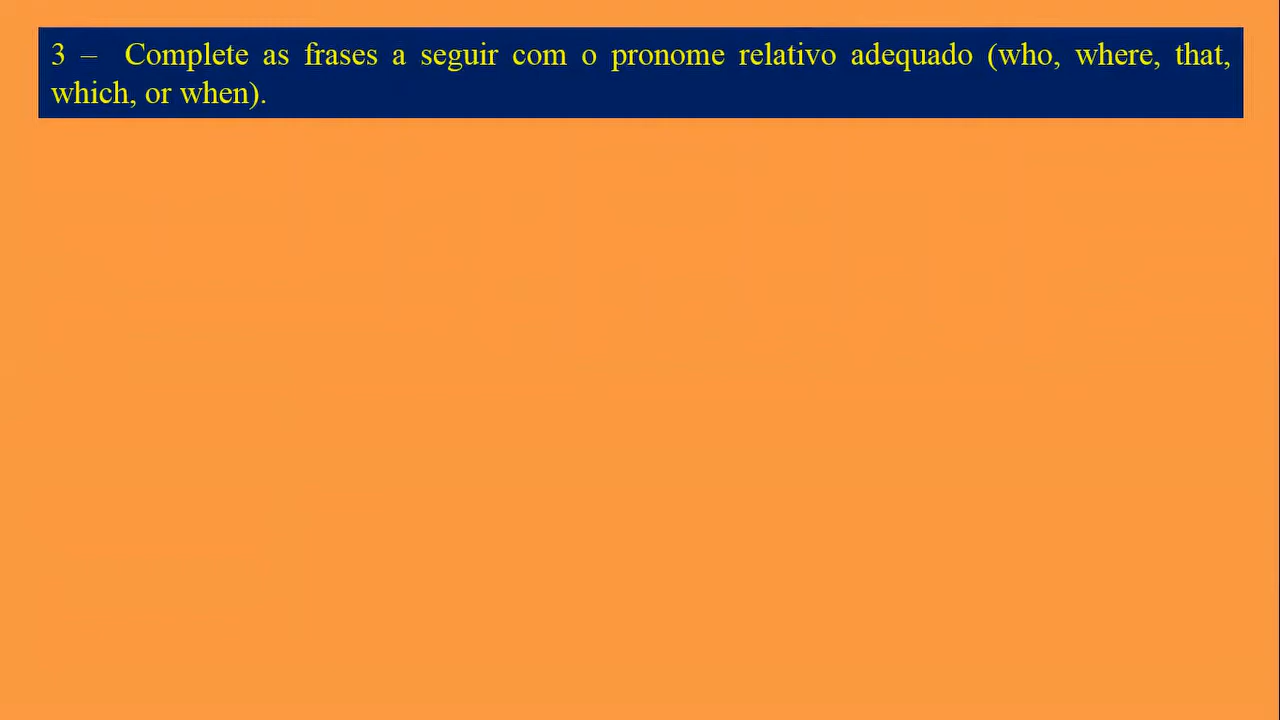 3 – Complete as frases a seguir com o pronome relativo adequado (who, where, that,
which, or when).